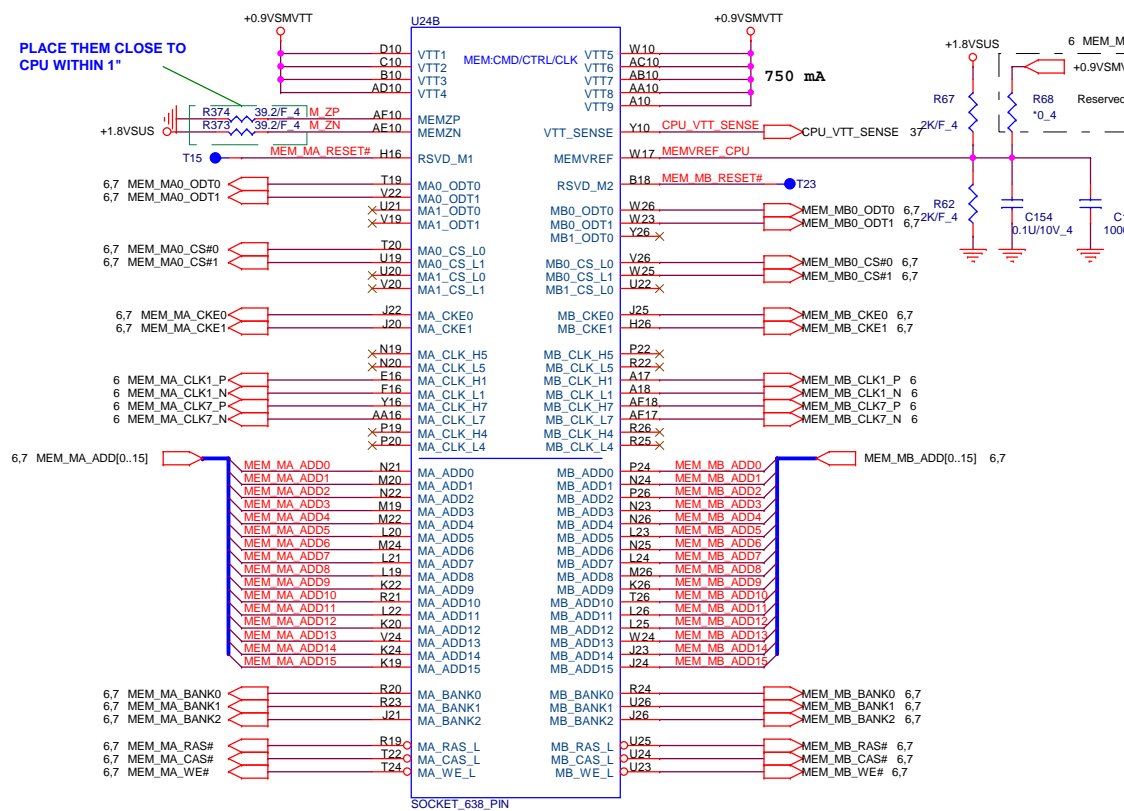 +0.9VSMVTT
U24B
+0.9VSMVTT
PLACE THEM CLOSE TO
CPU WITHIN 1"
MEM:CMD/CTRL/CLK
750 mA
+1.8VSUS
6 MEM_M
+0.9VSMV
D10 VTT1 VTT5 W10
C10 VTT2 VTT6 AC10
B10 VTT3 VTT7 AB10
AD10 VTT4 VTT8 AA10
VTT9 A10
R67
2K/F_4
R68
*0_4
Reserved
R374 39.2/F_4 M_ZP AF10 MEMZP
+1.8VSUS R373 39.2/F_4 M_ZN AE10 MEMZN VTT_SENSE Y10 CPU_VTT_SENSE CPU_VTT_SENSE 37
T15 MEM_MA_RESET# H16 RSVD_M1 MEMVREF W17 MEMVREF_CPU
RSVD_M2 B18 MEM_MB_RESET# T23
6,7 MEM_MA0_ODT0 T19 MA0_ODT0
6,7 MEM_MA0_ODT1 V22 MA0_ODT1 MB0_ODT0 W26 MEM_MB0_ODT0 6,7
U21 MA1_ODT0 MB0_ODT1 W23 MEM_MB0_ODT1 6,7
V19 MA1_ODT1 MB1_ODT0 Y26
R62
2K/F_4
C154
0.1U/10V_4
C1
100
6,7 MEM_MA0_CS#0 T20 MA0_CS_L0 MB0_CS_L0 V26 MEM_MB0_CS#0 6,7
6,7 MEM_MA0_CS#1 U19 MA0_CS_L1 MB0_CS_L1 W25 MEM_MB0_CS#1 6,7
U20 MA1_CS_L0 MB1_CS_L0 U22
V20 MA1_CS_L1
6,7 MEM_MA_CKE0 J22 MA_CKE0 MB_CKE0 J25 MEM_MB_CKE0 6,7
6,7 MEM_MA_CKE1 J20 MA_CKE1 MB_CKE1 H26 MEM_MB_CKE1 6,7
N19 MA_CLK_H5 MB_CLK_H5 P22
N20 MA_CLK_L5 MB_CLK_L5 R22
6 MEM_MA_CLK1_P E16 MA_CLK_H1 MB_CLK_H1 A17 MEM_MB_CLK1_P 6
6 MEM_MA_CLK1_N F16 MA_CLK_L1 MB_CLK_L1 A18 MEM_MB_CLK1_N 6
6 MEM_MA_CLK7_P Y16 MA_CLK_H7 MB_CLK_H7 AF18 MEM_MB_CLK7_P 6
6 MEM_MA_CLK7_N AA16 MA_CLK_L7 MB_CLK_L7 AF17 MEM_MB_CLK7_N 6
P19 MA_CLK_H4 MB_CLK_H4 R26
P20 MA_CLK_L4 MB_CLK_L4 R25
6,7 MEM_MA_ADD[0..15] MEM_MB_ADD[0..15] 6,7
MEM_MA_ADD0 N21 MA_ADD0 MB_ADD0 P24 MEM_MB_ADD0
MEM_MA_ADD1 M20 MA_ADD1 MB_ADD1 N24 MEM_MB_ADD1
MEM_MA_ADD2 N22 MA_ADD2 MB_ADD2 P26 MEM_MB_ADD2
MEM_MA_ADD3 M19 MA_ADD3 MB_ADD3 N23 MEM_MB_ADD3
MEM_MA_ADD4 M22 MA_ADD4 MB_ADD4 N26 MEM_MB_ADD4
MEM_MA_ADD5 L20 MA_ADD5 MB_ADD5 L23 MEM_MB_ADD5
MEM_MA_ADD6 M24 MA_ADD6 MB_ADD6 N25 MEM_MB_ADD6
MEM_MA_ADD7 L21 MA_ADD7 MB_ADD7 L24 MEM_MB_ADD7
MEM_MA_ADD8 L19 MA_ADD8 MB_ADD8 M26 MEM_MB_ADD8
MEM_MA_ADD9 K22 MA_ADD9 MB_ADD9 K26 MEM_MB_ADD9
MEM_MA_ADD10 R21 MA_ADD10 MB_ADD10 T26 MEM_MB_ADD10
MEM_MA_ADD11 L22 MA_ADD11 MB_ADD11 L26 MEM_MB_ADD11
MEM_MA_ADD12 K20 MA_ADD12 MB_ADD12 L25 MEM_MB_ADD12
MEM_MA_ADD13 V24 MA_ADD13 MB_ADD13 W24 MEM_MB_ADD13
MEM_MA_ADD14 K24 MA_ADD14 MB_ADD14 J23 MEM_MB_ADD14
MEM_MA_ADD15 K19 MA_ADD15 MB_ADD15 J24 MEM_MB_ADD15
6,7 MEM_MA_BANK0 R20 MA_BANK0 MB_BANK0 R24 MEM_MB_BANK0 6,7
6,7 MEM_MA_BANK1 R23 MA_BANK1 MB_BANK1 U26 MEM_MB_BANK1 6,7
6,7 MEM_MA_BANK2 J21 MA_BANK2 MB_BANK2 J26 MEM_MB_BANK2 6,7
6,7 MEM_MA_RAS# R19 MA_RAS_L MB_RAS_L U25 MEM_MB_RAS# 6,7
6,7 MEM_MA_CAS# T22 MA_CAS_L MB_CAS_L U24 MEM_MB_CAS# 6,7
6,7 MEM_MA_WE# T24 MA_WE_L MB_WE_L U23 MEM_MB_WE# 6,7
SOCKET_638_PIN